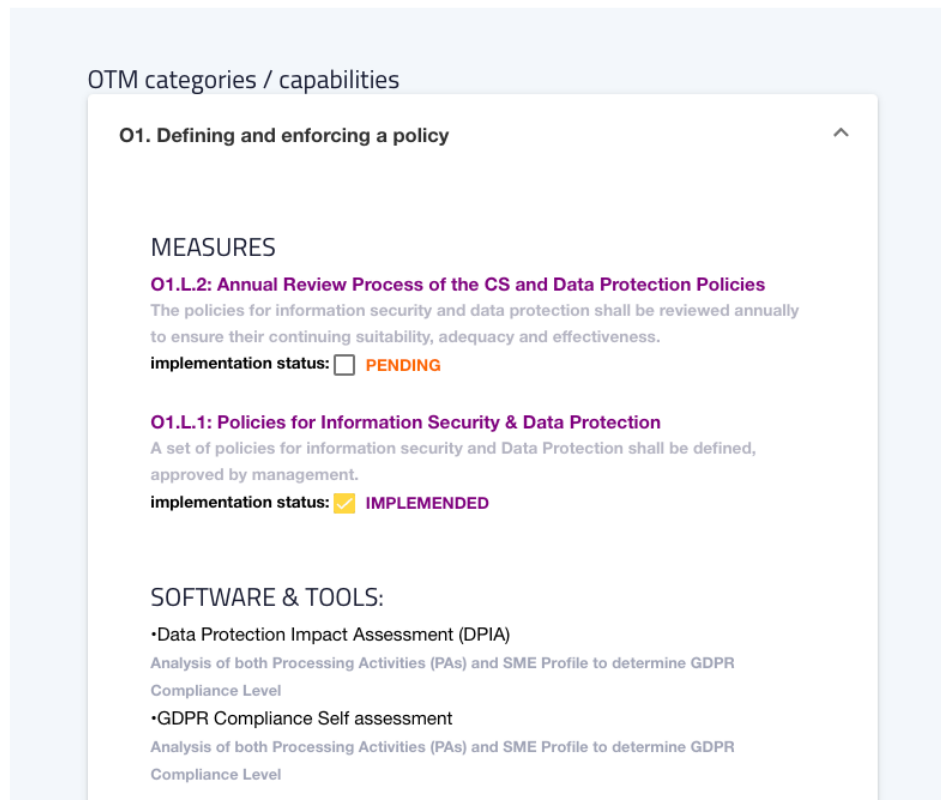 OTM categories / capabilities
O1. Defining and enforcing a policy
MEASURES
O1.L.2: Annual Review Process of the CS and Data Protection Policies
The policies for information security and data protection shall be reviewed annually
to ensure their continuing suitability, adequacy and effectiveness.
implementation status: PENDING
O1.L.1: Policies for Information Security & Data Protection
A set of policies for information security and Data Protection shall be defined,
approved by management.
implementation status: IMPLEMENDED
SOFTWARE & TOOLS:
•Data Protection Impact Assessment (DPIA)
Analysis of both Processing Activities (PAs) and SME Profile to determine GDPR
Compliance Level
•GDPR Compliance Self assessment
Analysis of both Processing Activities (PAs) and SME Profile to determine GDPR
Compliance Level